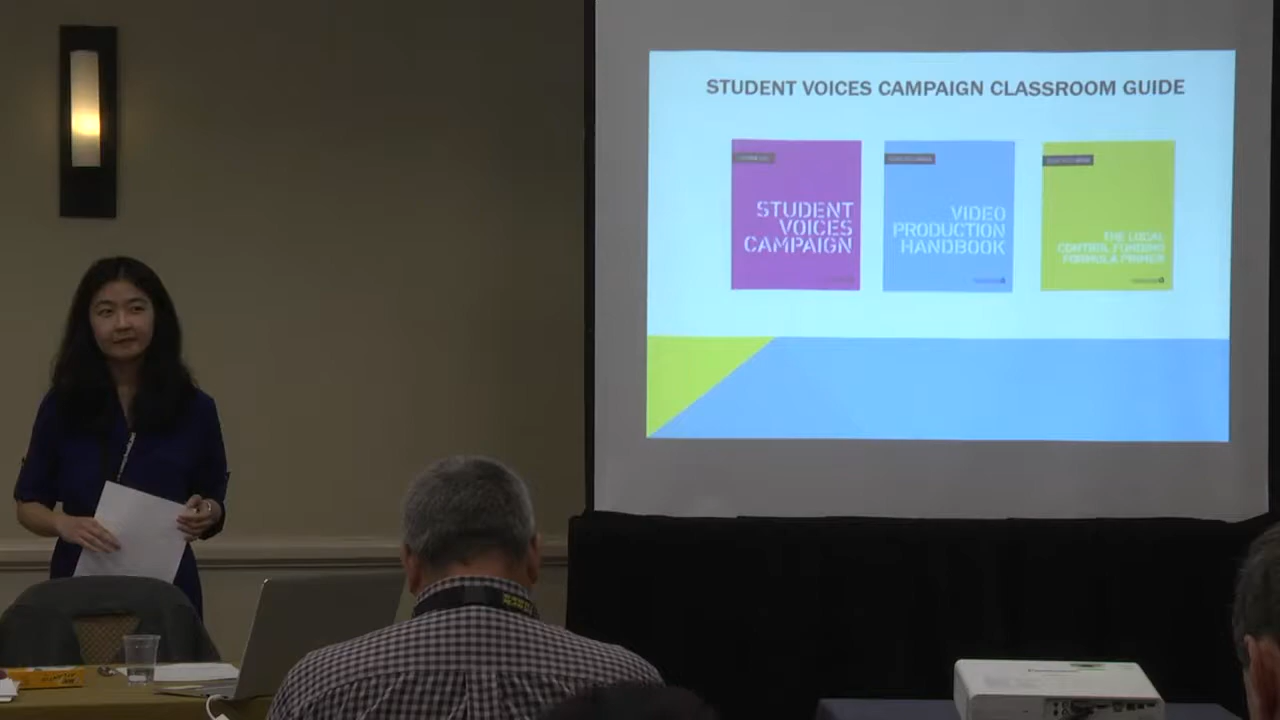 STUDENT VOICES CAMPAIGN CLASSROOM GUIDE
STUDENT
VOICES
CAMPAIGN
VIDEO
PRODUCTION
HANDBOOK
THE LOCAL
CONTROL FUNDING
FORMULA PRIMER